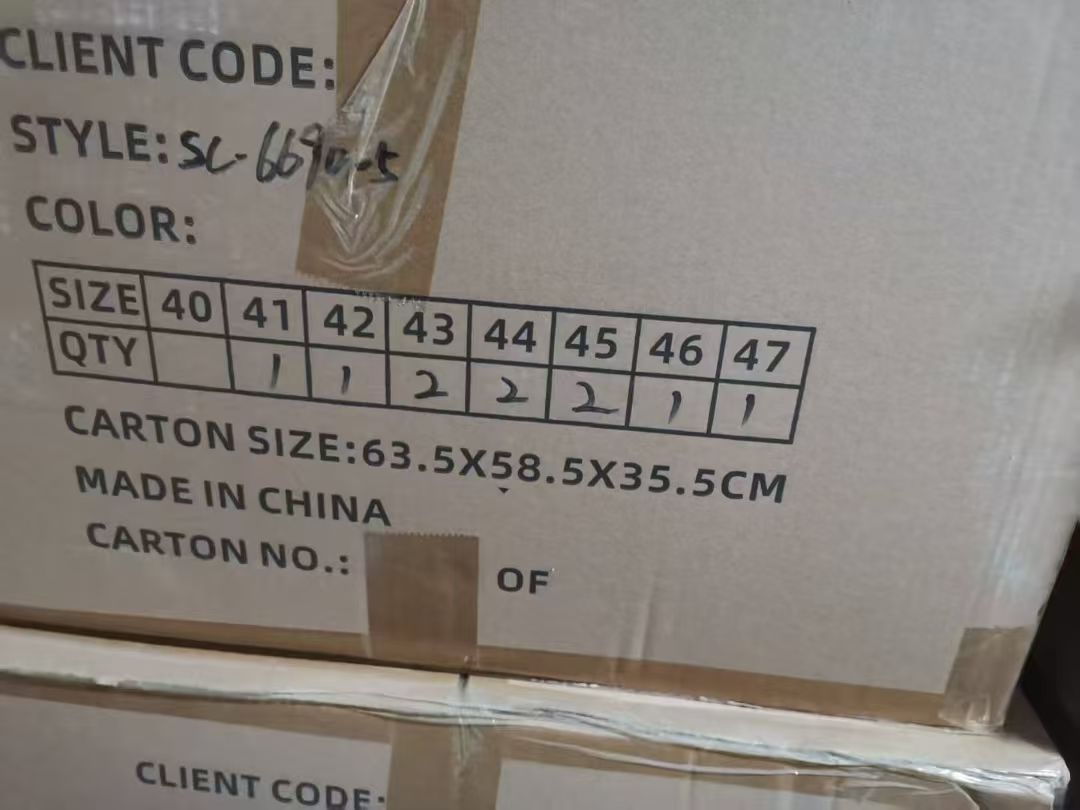 CLIENT CODE:
STYLE: SC-6690-5
COLOR:
SIZE 40 41 42 43 44 45 46 47
QTY 1 1 2 2 2 1 1
CARTON SIZE:63.5X58.5X35.5CM
MADE IN CHINA
CARTON NO.: OF
CLIENT CODE: